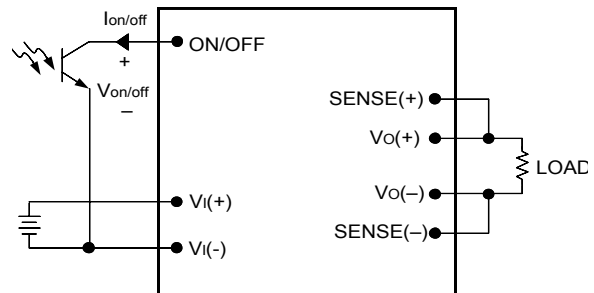 Ion/off
ON/OFF
+
Von/off
–
SENSE(+)
VO(+)
LOAD
VO(–)
SENSE(–)
VI(+)
VI(-)